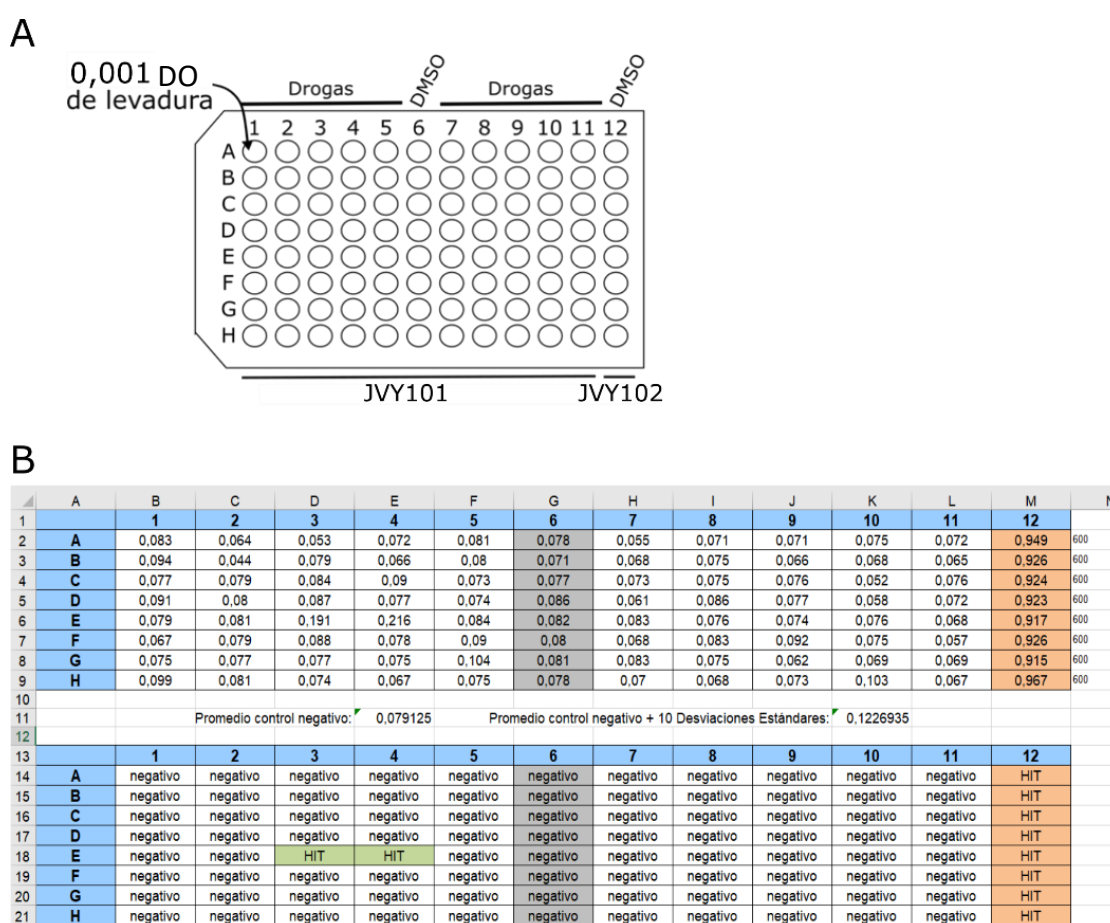 A
0,001 DO
de levadura
Drogas DMSO Drogas DMSO
1 2 3 4 5 6 7 8 9 10 11 12
A
B
C
D
E
F
G
H
JVY101 JVY102
B
A B C D E F G H I J K L M N
1 1 2 3 4 5 6 7 8 9 10 11 12
2 A 0,083 0,064 0,053 0,072 0,081 0,078 0,055 0,071 0,071 0,075 0,072 0,949 600
3 B 0,094 0,044 0,079 0,066 0,08 0,071 0,068 0,075 0,066 0,068 0,065 0,926 600
4 C 0,077 0,079 0,084 0,09 0,073 0,077 0,073 0,075 0,076 0,052 0,076 0,924 600
5 D 0,091 0,08 0,087 0,077 0,074 0,086 0,061 0,086 0,077 0,058 0,072 0,923 600
6 E 0,079 0,081 0,191 0,216 0,084 0,082 0,083 0,076 0,074 0,076 0,068 0,917 600
7 F 0,067 0,079 0,088 0,078 0,09 0,08 0,068 0,083 0,092 0,075 0,057 0,926 600
8 G 0,075 0,077 0,077 0,075 0,104 0,081 0,083 0,075 0,062 0,069 0,069 0,915 600
9 H 0,099 0,081 0,074 0,067 0,075 0,078 0,07 0,068 0,073 0,103 0,067 0,967 600
10
11 Promedio control negativo: 0,079125 Promedio control negativo + 10 Desviaciones Estándares: 0,1226935
12
13 1 2 3 4 5 6 7 8 9 10 11 12
14 A negativo negativo negativo negativo negativo negativo negativo negativo negativo negativo negativo HIT
15 B negativo negativo negativo negativo negativo negativo negativo negativo negativo negativo negativo HIT
16 C negativo negativo negativo negativo negativo negativo negativo negativo negativo negativo negativo HIT
17 D negativo negativo negativo negativo negativo negativo negativo negativo negativo negativo negativo HIT
18 E negativo negativo HIT HIT negativo negativo negativo negativo negativo negativo negativo HIT
19 F negativo negativo negativo negativo negativo negativo negativo negativo negativo negativo negativo HIT
20 G negativo negativo negativo negativo negativo negativo negativo negativo negativo negativo negativo HIT
21 H negativo negativo negativo negativo negativo negativo negativo negativo negativo negativo negativo HIT